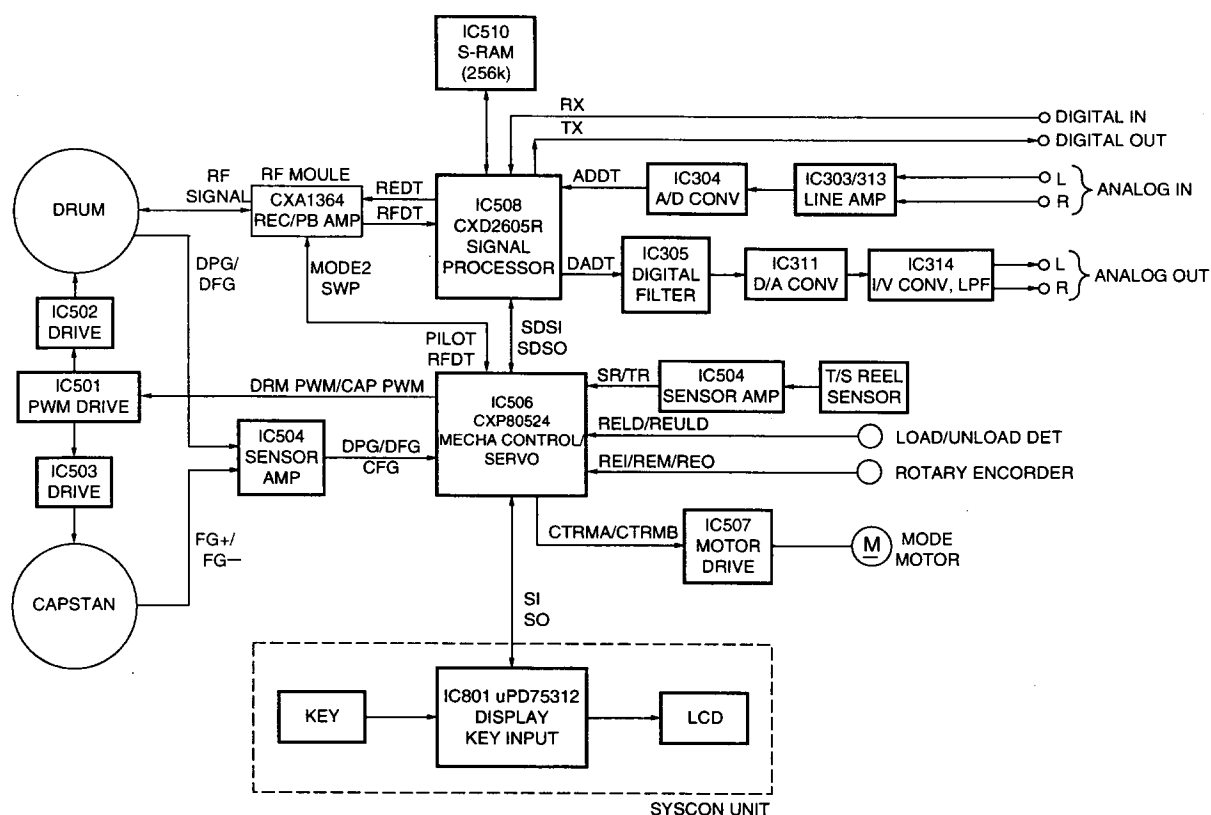 IC510
S-RAM
(256k)
RX
TX
DIGITAL IN
DIGITAL OUT
RF
SIGNAL
RF MOULE
CXA1364
REC/PB AMP
REDT
RFDT
IC508
CXD2605R
SIGNAL
PROCESSOR
ADDT
IC304
A/D CONV
IC303/313
LINE AMP
L
R
ANALOG IN
DRUM
DADT
IC305
DIGITAL
FILTER
IC311
D/A CONV
IC314
I/V CONV, LPF
L
R
ANALOG OUT
DPG/
DFG
MODE2
SWP
IC502
DRIVE
PILOT
RFDT
SDSI
SDSO
IC501
PWM DRIVE
DRM PWM/CAP PWM
IC506
CXP80524
MECHA CONTROL/
SERVO
SR/TR
IC504
SENSOR AMP
T/S REEL
SENSOR
RELD/REULD
LOAD/UNLOAD DET
IC503
DRIVE
IC504
SENSOR
AMP
DPG/DFG
CFG
REI/REM/REO
ROTARY ENCORDER
FG+/
FG—
CTRMA/CTRMB
IC507
MOTOR
DRIVE
M
MODE
MOTOR
CAPSTAN
SI
SO
KEY
IC801 uPD75312
DISPLAY
KEY INPUT
LCD
SYSCON UNIT